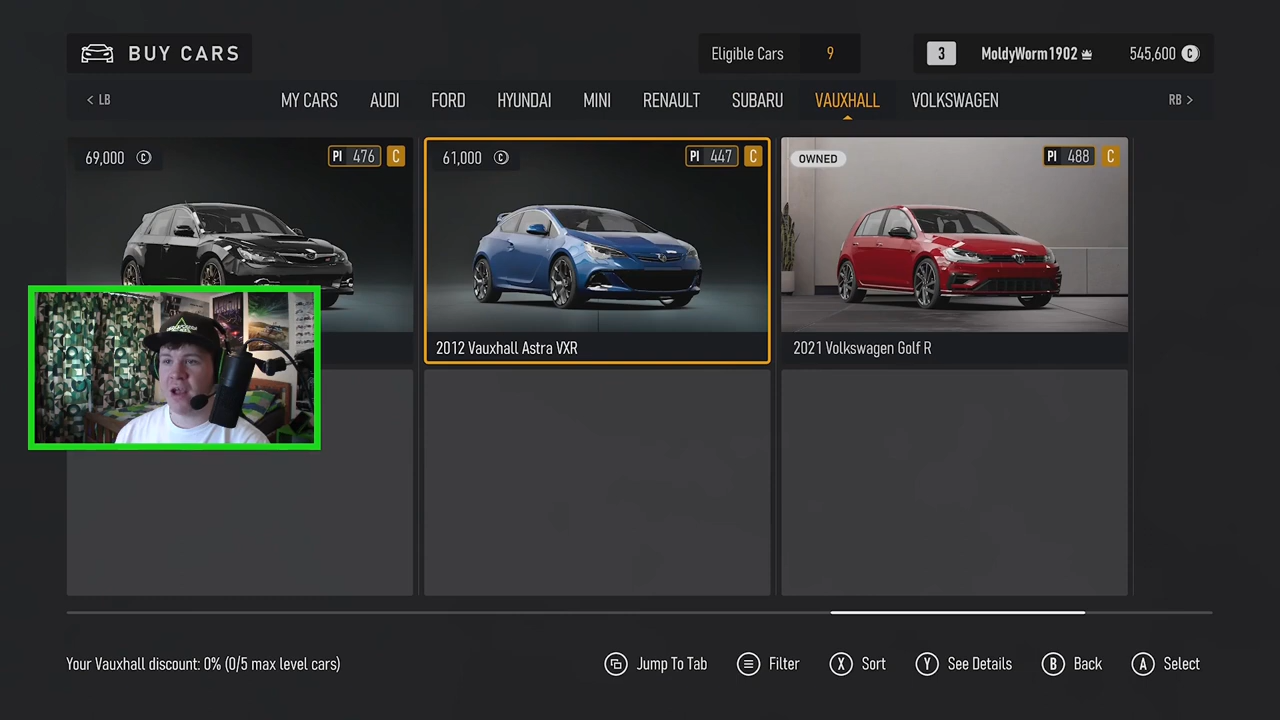 BUY CARS
Eligible Cars 9
3 MoldyWorm1902 545,600 C
< LB
MY CARS AUDI FORD HYUNDAI MINI RENAULT SUBARU VAUXHALL VOLKSWAGEN
RB >
69,000 C PI 476 C
61,000 C PI 447 C
OWNED PI 488 C
2012 Vauxhall Astra VXR
2021 Volkswagen Golf R
Your Vauxhall discount: 0% (0/5 max level cars)
Jump To Tab Filter X Sort Y See Details B Back A Select